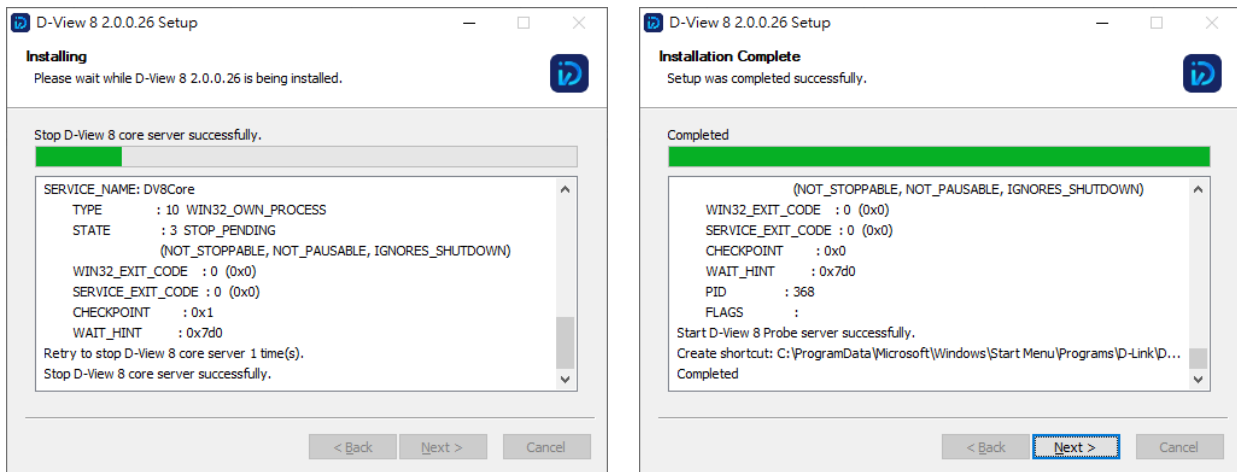 D-View 8 2.0.0.26 Setup
Installing
Please wait while D-View 8 2.0.0.26 is being installed.
Stop D-View 8 core server successfully.
SERVICE_NAME: DV8Core
TYPE : 10 WIN32_OWN_PROCESS
STATE : 3 STOP_PENDING
(NOT_STOPPABLE, NOT_PAUSABLE, IGNORES_SHUTDOWN)
WIN32_EXIT_CODE : 0 (0x0)
SERVICE_EXIT_CODE : 0 (0x0)
CHECKPOINT : 0x1
WAIT_HINT : 0x7d0
Retry to stop D-View 8 core server 1 time(s).
Stop D-View 8 core server successfully.
< Back Next > Cancel
D-View 8 2.0.0.26 Setup
Installation Complete
Setup was completed successfully.
Completed
(NOT_STOPPABLE, NOT_PAUSABLE, IGNORES_SHUTDOWN)
WIN32_EXIT_CODE : 0 (0x0)
SERVICE_EXIT_CODE : 0 (0x0)
CHECKPOINT : 0x0
WAIT_HINT : 0x7d0
PID : 368
FLAGS :
Start D-View 8 Probe server successfully.
Create shortcut: C:\ProgramData\Microsoft\Windows\Start Menu\Programs\D-Link\D...
Completed
< Back Next > Cancel